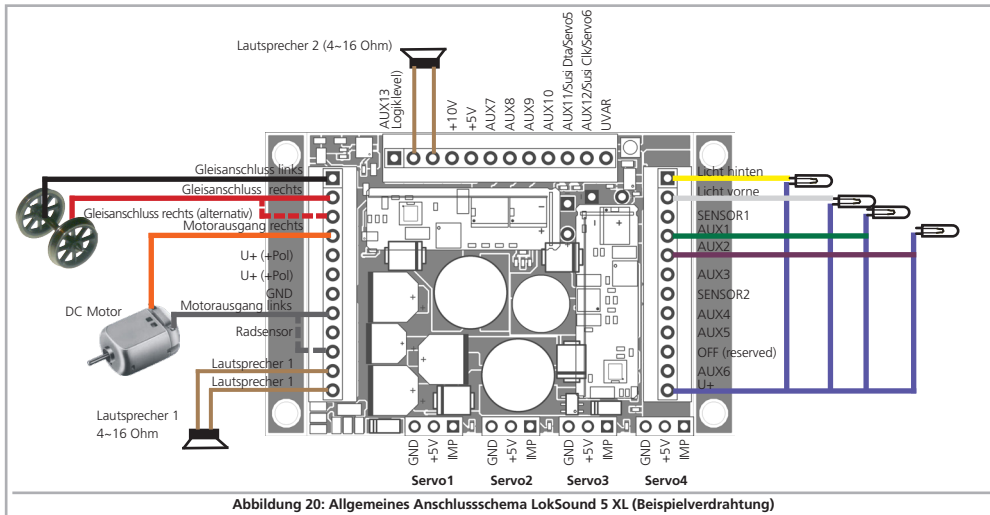 Lautsprecher 2 (4~16 Ohm)
AUX13
Logiklevel)
+10V
+5V
AUX7
AUX8
AUX9
AUX10
AUX11/Susi Dta/Servo5
AUX12/Susi Clk/Servo6
UVAR
Gleisanschluss links
Gleisanschluss rechts
Gleisanschluss rechts (alternativ)
Motorausgang rechts
U+ (+Pol)
U+ (+Pol)
GND
Motorausgang links
Radsensor
Lautsprecher 1
Lautsprecher 1
DC Motor
Lautsprecher 1
4~16 Ohm
Licht hinten
Licht vorne
SENSOR1
AUX1
AUX2
AUX3
SENSOR2
AUX4
AUX5
OFF (reserved)
AUX6
U+
GND
+5V
IMP
GND
+5V
IMP
GND
+5V
IMP
GND
+5V
IMP
Servo1
Servo2
Servo3
Servo4
Abbildung 20: Allgemeines Anschlussschema LokSound 5 XL (Beispielverdrahtung)